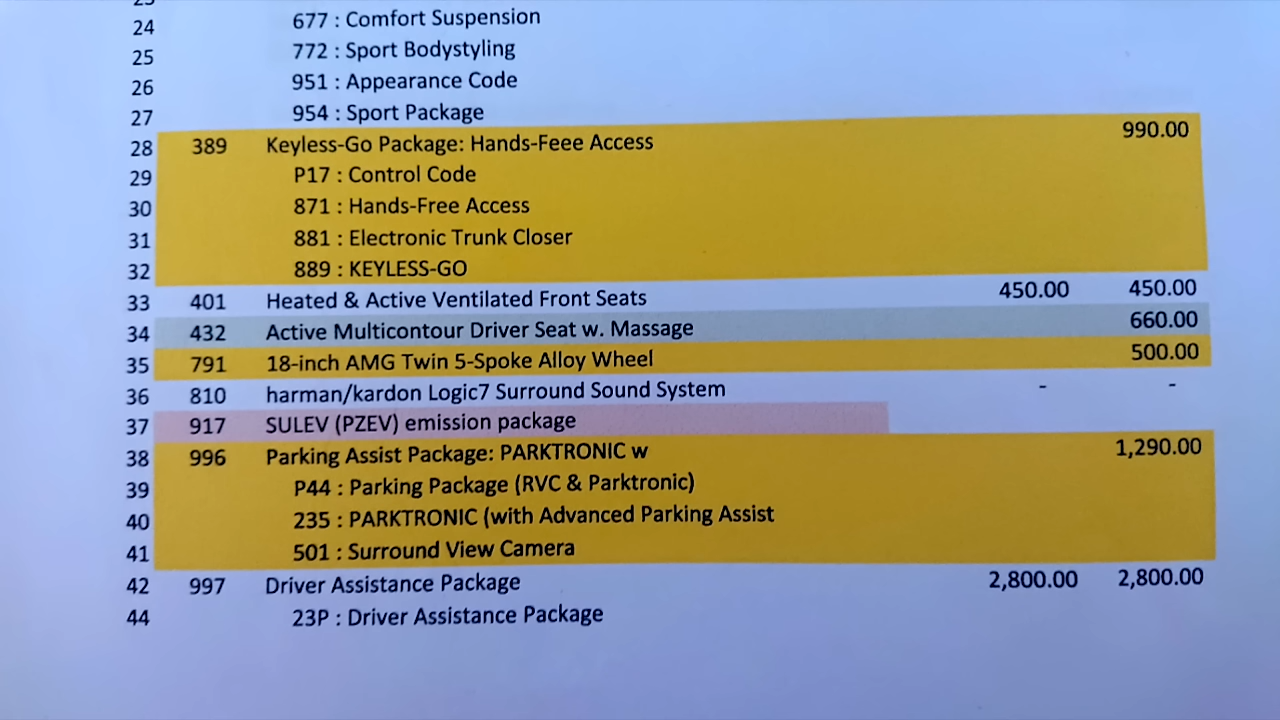 24 677 : Comfort Suspension
25 772 : Sport Bodystyling
26 951 : Appearance Code
27 954 : Sport Package
28 389 Keyless-Go Package: Hands-Feee Access 990.00
29 P17 : Control Code
30 871 : Hands-Free Access
31 881 : Electronic Trunk Closer
32 889 : KEYLESS-GO
33 401 Heated & Active Ventilated Front Seats 450.00 450.00
34 432 Active Multicontour Driver Seat w. Massage 660.00
35 791 18-inch AMG Twin 5-Spoke Alloy Wheel 500.00
36 810 harman/kardon Logic7 Surround Sound System - -
37 917 SULEV (PZEV) emission package
38 996 Parking Assist Package: PARKTRONIC w 1,290.00
39 P44 : Parking Package (RVC & Parktronic)
40 235 : PARKTRONIC (with Advanced Parking Assist
41 501 : Surround View Camera
42 997 Driver Assistance Package 2,800.00 2,800.00
44 23P : Driver Assistance Package